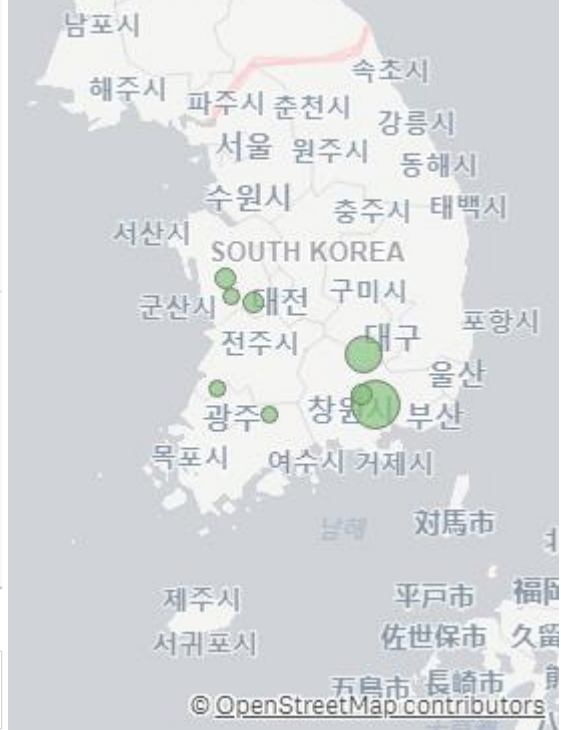 남포시
속초시
해주시
파주시 춘천시
강릉시
서울 원주시
동해시
수원시
충주시 태백시
서산시
SOUTH KOREA
군산시 대전 구미시
포항시
전주시 대구
울산
광주 창원시 부산
목포시 여수시 거제시
남해
対馬市
제주시 平戸市
서귀포시 佐世保市
五島市 長崎市
© OpenStreetMap contributors